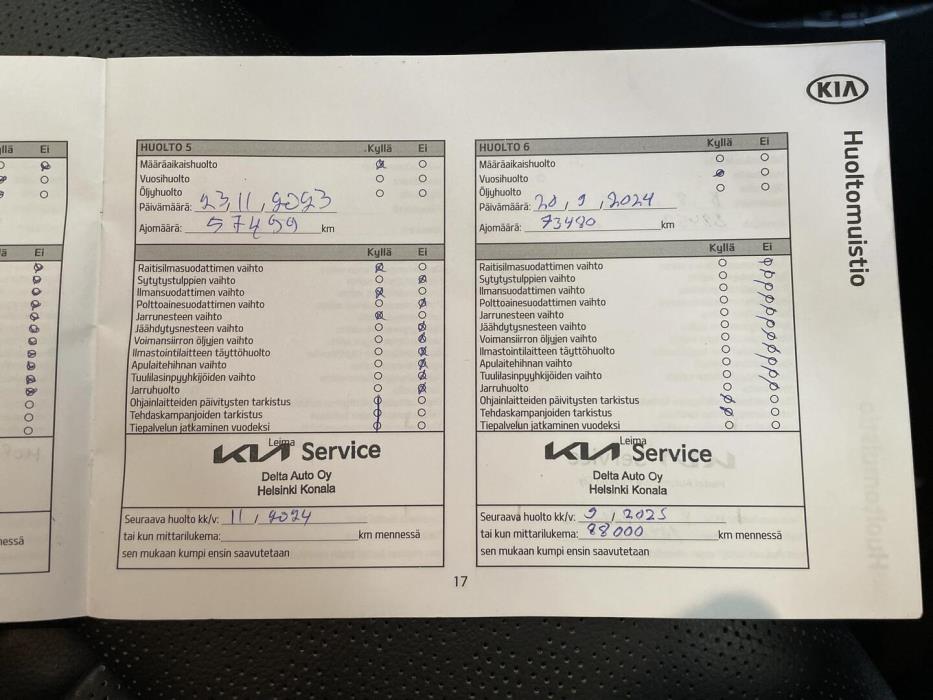 KIA
Huoltomuistio
llä Ei
ä Ei
nessä
HUOLTO 5 Kyllä Ei
Määräaikaishuolto
Vuosihuolto
Öljyhuolto
Päivämäärä: 23,11,2023
Ajomäärä: 57459 km
Kyllä Ei
Raitisilmasuodattimen vaihto
Sytytystulppien vaihto
Ilmansuodattimen vaihto
Polttoainesuodattimen vaihto
Jarrunesteen vaihto
Jäähdytysnesteen vaihto
Voimansiirron öljyjen vaihto
Ilmastointilaitteen täyttöhuolto
Apulaitehihnan vaihto
Tuulilasinpyyhkijöiden vaihto
Jarruhuolto
Ohjainlaitteiden päivitysten tarkistus
Tehdaskampanjoiden tarkistus
Tiepalvelun jatkaminen vuodeksi
Leima
KIA Service
Delta Auto Oy
Helsinki Konala
Seuraava huolto kk/v: 11, 2024
tai kun mittarilukema: km mennessä
sen mukaan kumpi ensin saavutetaan
HUOLTO 6 Kyllä Ei
Määräaikaishuolto
Vuosihuolto
Öljyhuolto
Päivämäärä: 20,9,2024
Ajomäärä: 73480 km
Kyllä Ei
Raitisilmasuodattimen vaihto
Sytytystulppien vaihto
Ilmansuodattimen vaihto
Polttoainesuodattimen vaihto
Jarrunesteen vaihto
Jäähdytysnesteen vaihto
Voimansiirron öljyjen vaihto
Ilmastointilaitteen täyttöhuolto
Apulaitehihnan vaihto
Tuulilasinpyyhkijöiden vaihto
Jarruhuolto
Ohjainlaitteiden päivitysten tarkistus
Tehdaskampanjoiden tarkistus
Tiepalvelun jatkaminen vuodeksi
Leima
KIA Service
Delta Auto Oy
Helsinki Konala
Seuraava huolto kk/v: 9, 2025
tai kun mittarilukema: 88000 km mennessä
sen mukaan kumpi ensin saavutetaan
17